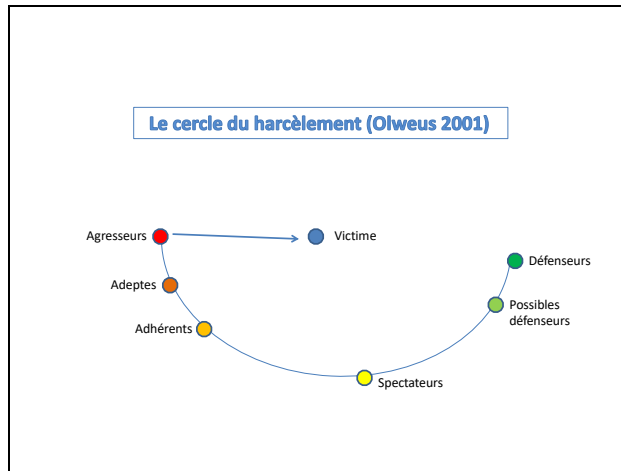 Le cercle du harcèlement (Olweus 2001)
Agresseurs
Victime
Défenseurs
Adeptes
Possibles
défenseurs
Adhérents
Spectateurs